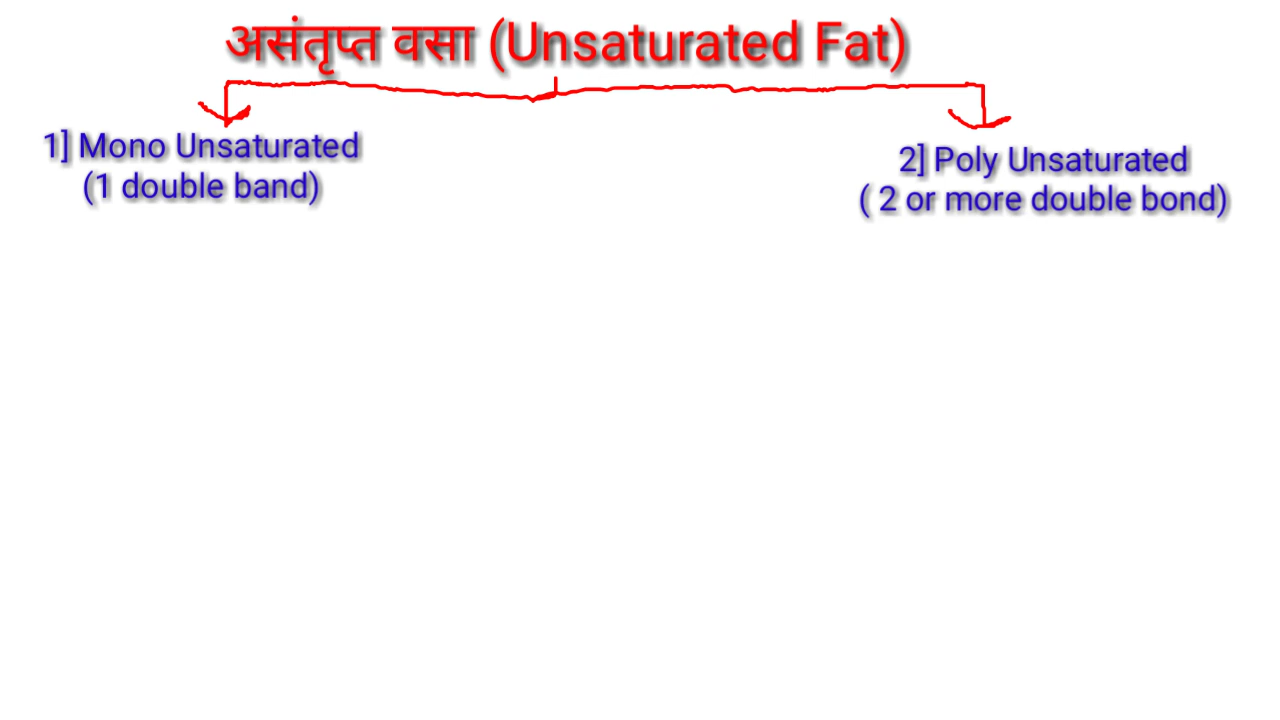 असंतृप्त वसा (Unsaturated Fat)
1] Mono Unsaturated
(1 double band)
2] Poly Unsaturated
( 2 or more double bond)